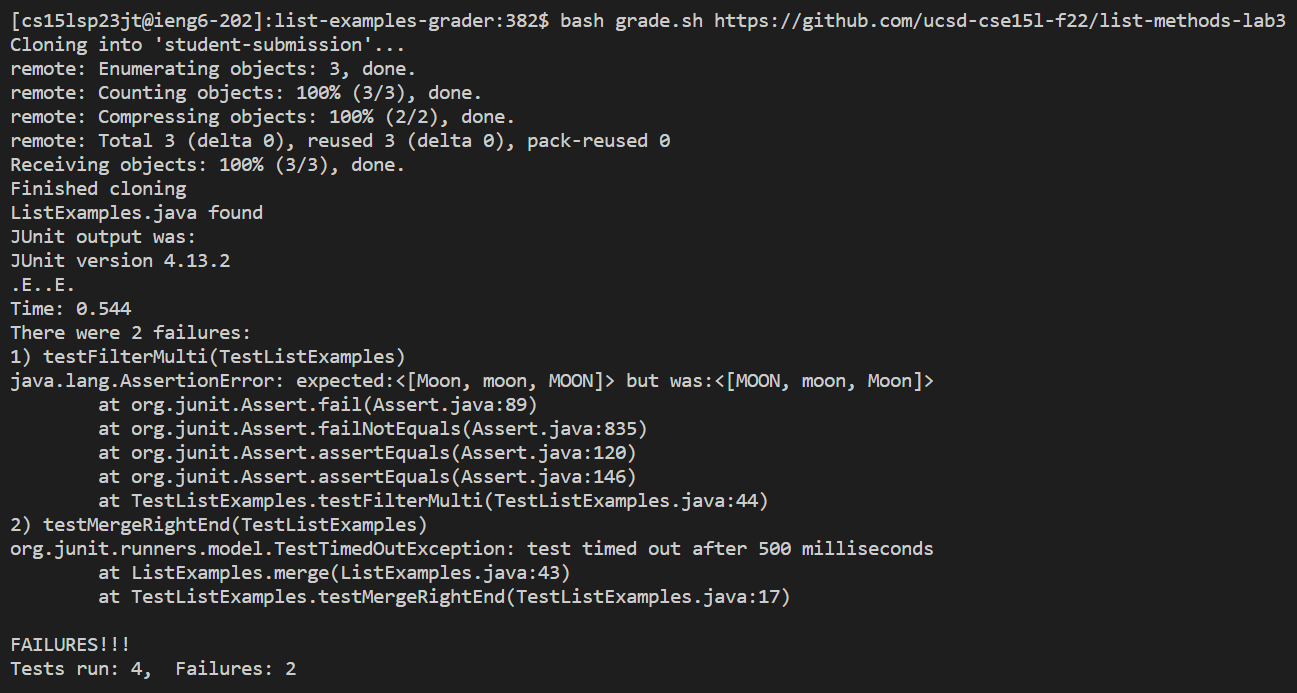 [cs15lsp23jt@ieng6-202]:list-examples-grader:382$ bash grade.sh https://github.com/ucsd-cse15l-f22/list-methods-lab3
Cloning into 'student-submission'...
remote: Enumerating objects: 3, done.
remote: Counting objects: 100% (3/3), done.
remote: Compressing objects: 100% (2/2), done.
remote: Total 3 (delta 0), reused 3 (delta 0), pack-reused 0
Receiving objects: 100% (3/3), done.
Finished cloning
ListExamples.java found
JUnit output was:
JUnit version 4.13.2
.E..E.
Time: 0.544
There were 2 failures:
1) testFilterMulti(TestListExamples)
java.lang.AssertionError: expected:<[Moon, moon, MOON]> but was:<[MOON, moon, Moon]>
        at org.junit.Assert.fail(Assert.java:89)
        at org.junit.Assert.failNotEquals(Assert.java:835)
        at org.junit.Assert.assertEquals(Assert.java:120)
        at org.junit.Assert.assertEquals(Assert.java:146)
        at TestListExamples.testFilterMulti(TestListExamples.java:44)
2) testMergeRightEnd(TestListExamples)
org.junit.runners.model.TestTimedOutException: test timed out after 500 milliseconds
        at ListExamples.merge(ListExamples.java:43)
        at TestListExamples.testMergeRightEnd(TestListExamples.java:17)

FAILURES!!!
Tests run: 4,  Failures: 2